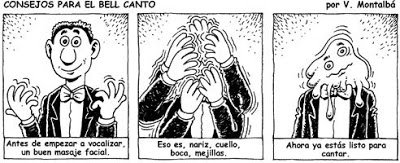 CONSEJOS PARA EL BELL CANTO
por V. Montalbá
Antes de empezar a vocalizar,
un buen masaje facial.
Eso es, nariz, cuello,
boca, mejillas.
Ahora ya estás listo para
cantar.